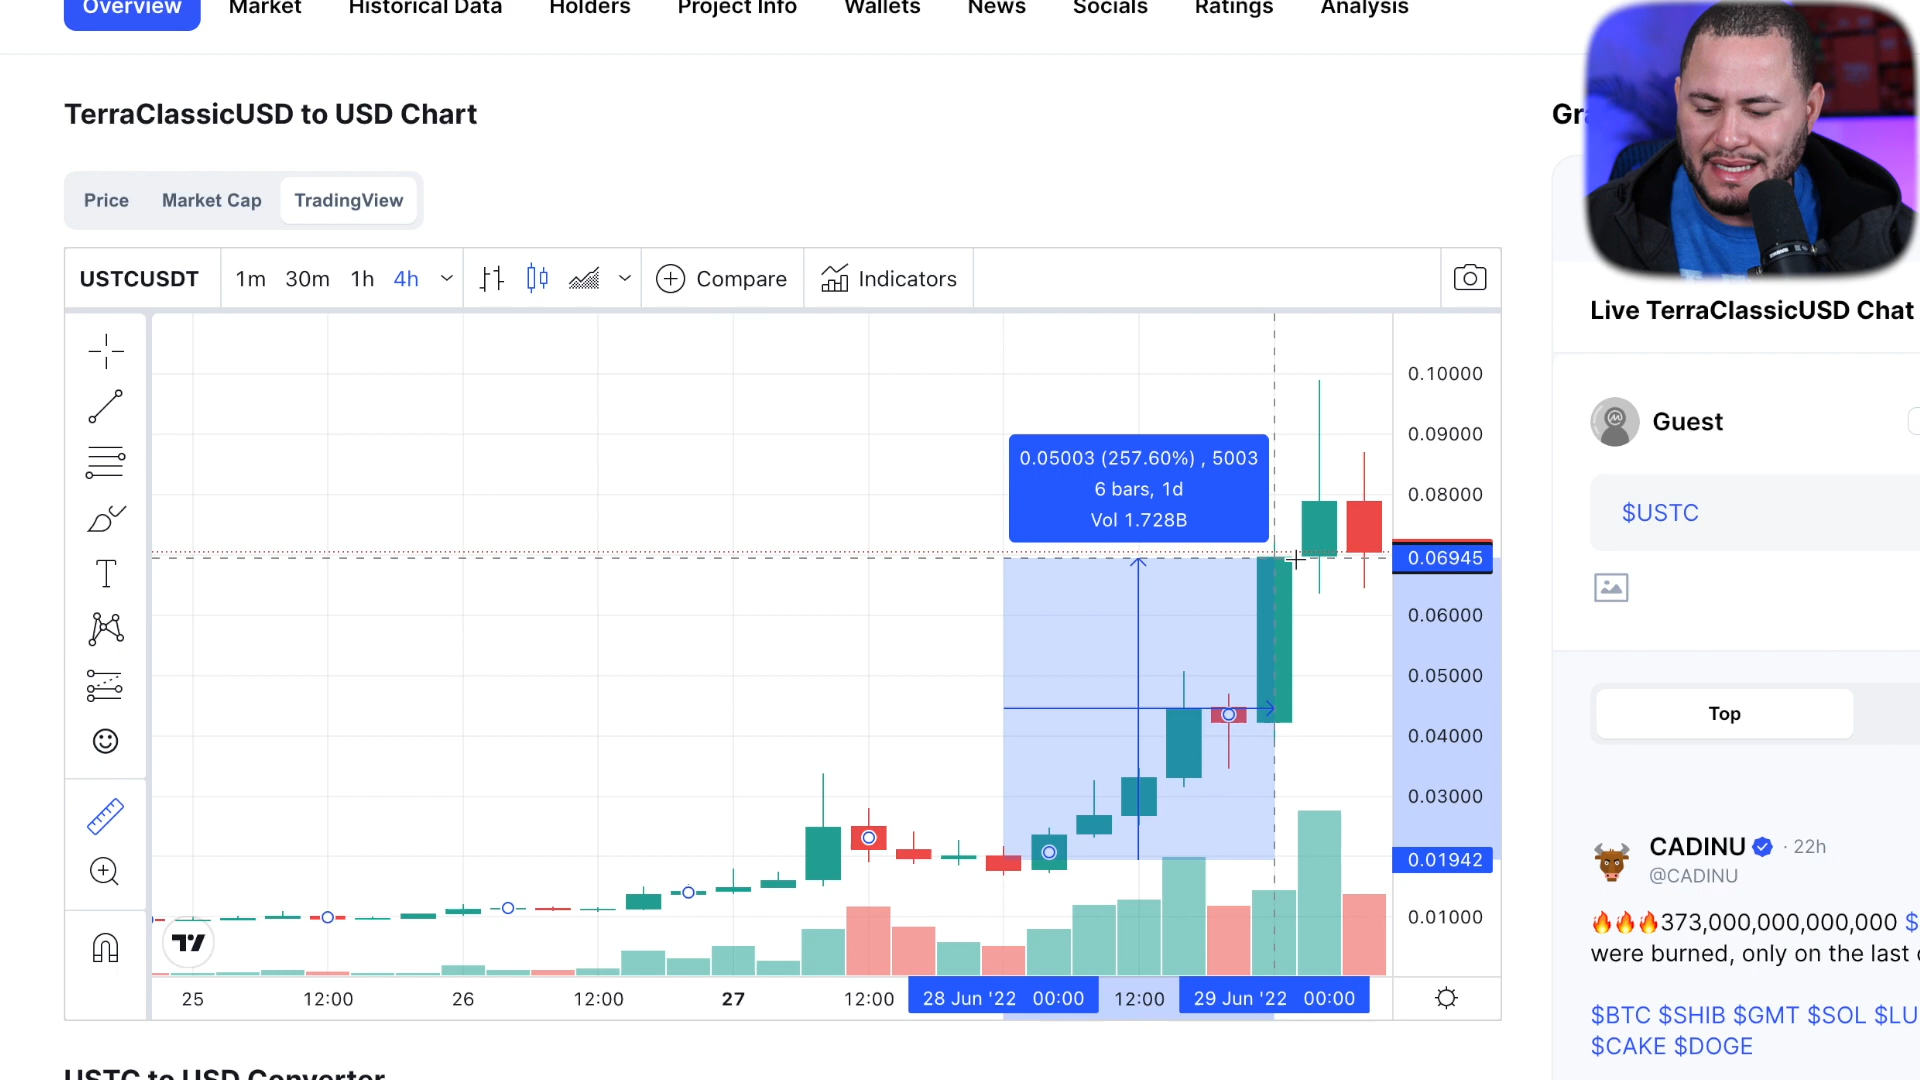 Overview Market Historical Data Holders Project Info Wallets News Socials Ratings Analysis
TerraClassicUSD to USD Chart
Price Market Cap TradingView
USTCUSDT 1m 30m 1h 4h Compare Indicators
0.10000
0.09000
0.08000
0.06945
0.06000
0.05000
0.04000
0.03000
0.01942
0.01000
0.05003 (257.60%) , 5003
6 bars, 1d
Vol 1.728B
25 12:00 26 12:00 27 12:00 28 Jun '22 00:00 12:00 29 Jun '22 00:00
USTC to USD Converter
Live TerraClassicUSD Chat
Guest
$USTC
Top
CADINU · 22h
@CADINU
🔥🔥🔥373,000,000,000,000 $
were burned, only on the last
$BTC $SHIB $GMT $SOL $LU
$CAKE $DOGE